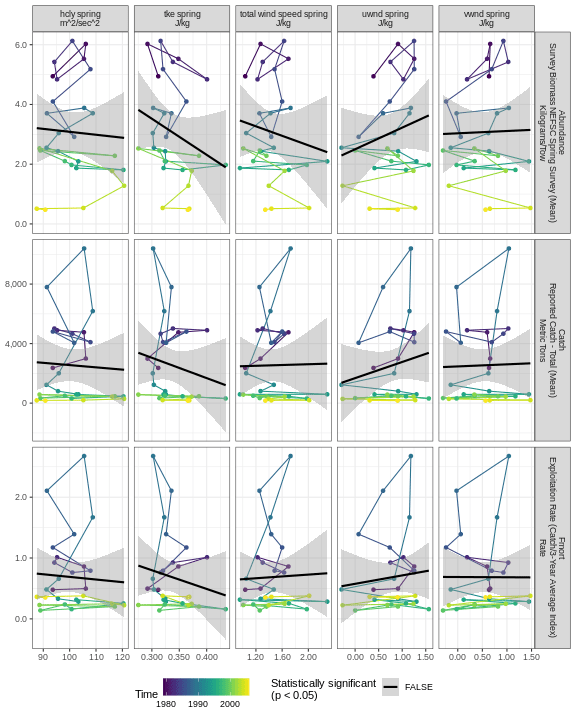 hcly spring
m^2/sec^2
tke spring
J/kg
total wind speed spring
J/kg
uwnd spring
J/kg
vwnd spring
J/kg
6.0
4.0
2.0
0.0
Abundance
Survey Biomass NEFSC Spring Survey (Mean)
Kilograms/Tow
8,000
4,000
0
Catch
Reported Catch - Total (Mean)
Metric Tons
2.0
1.0
0.0
Fmort
Exploitation Rate (Catch/3-Year Average Index)
Rate
90 100 110 120
0.300 0.350 0.400
1.20 1.60 2.00
0.00 0.50 1.00 1.50
0.00 0.50 1.00 1.50
Time
1980 1990 2000
Statistically significant
(p < 0.05)
FALSE